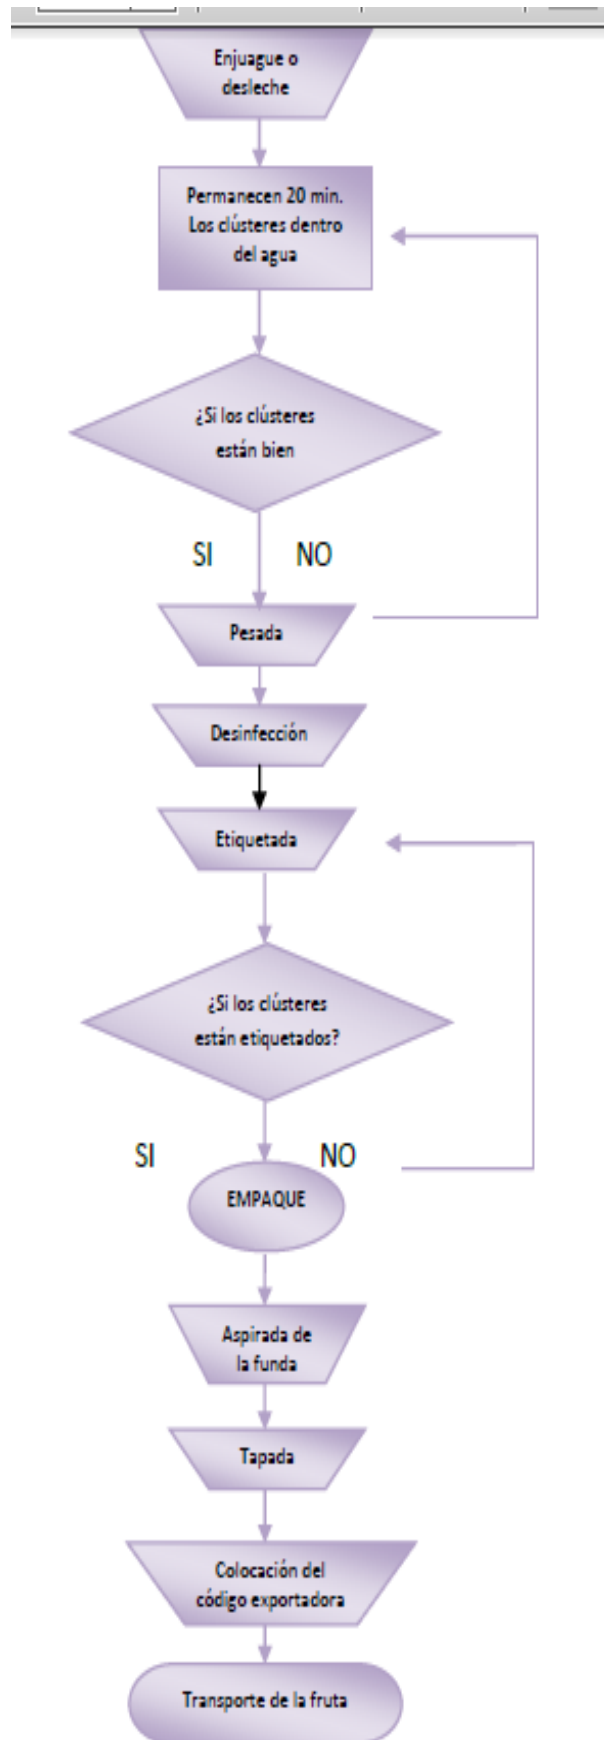 Enjuague o
desleche
Permanecen 20 min.
Los clústeres dentro
del agua
¿Si los clústeres
están bien
SI
NO
Pesada
Desinfección
Etiquetada
¿Si los clústeres
están etiquetados?
SI
NO
EMPAQUE
Aspirada de
la funda
Tapada
Colocación del
código exportadora
Transporte de la fruta